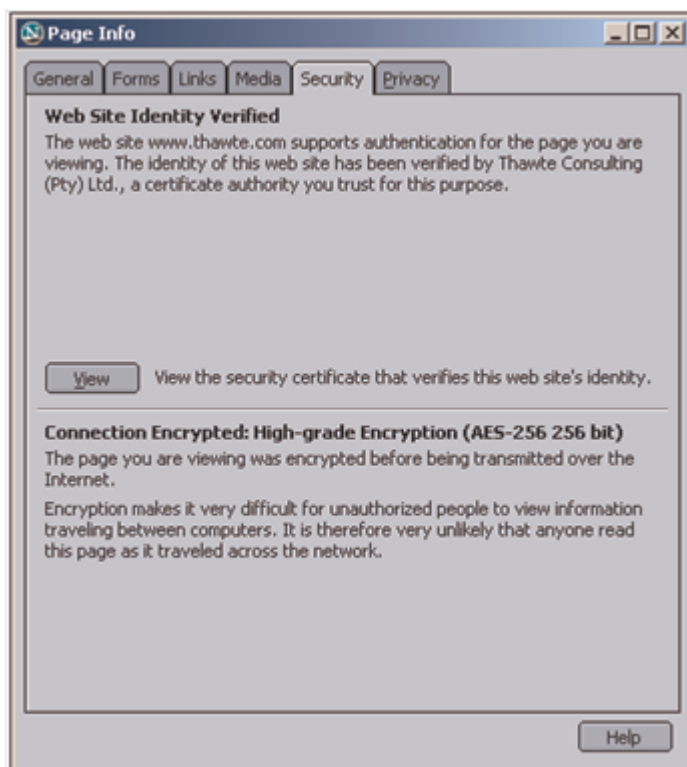 Page Info
General Forms Links Media Security Privacy
Web Site Identity Verified
The web site www.thawte.com supports authentication for the page you are
viewing. The identity of this web site has been verified by Thawte Consulting
(Pty) Ltd., a certificate authority you trust for this purpose.
View View the security certificate that verifies this web site's identity.
Connection Encrypted: High-grade Encryption (AES-256 256 bit)
The page you are viewing was encrypted before being transmitted over the
Internet.
Encryption makes it very difficult for unauthorized people to view information
traveling between computers. It is therefore very unlikely that anyone read
this page as it traveled across the network.
Help